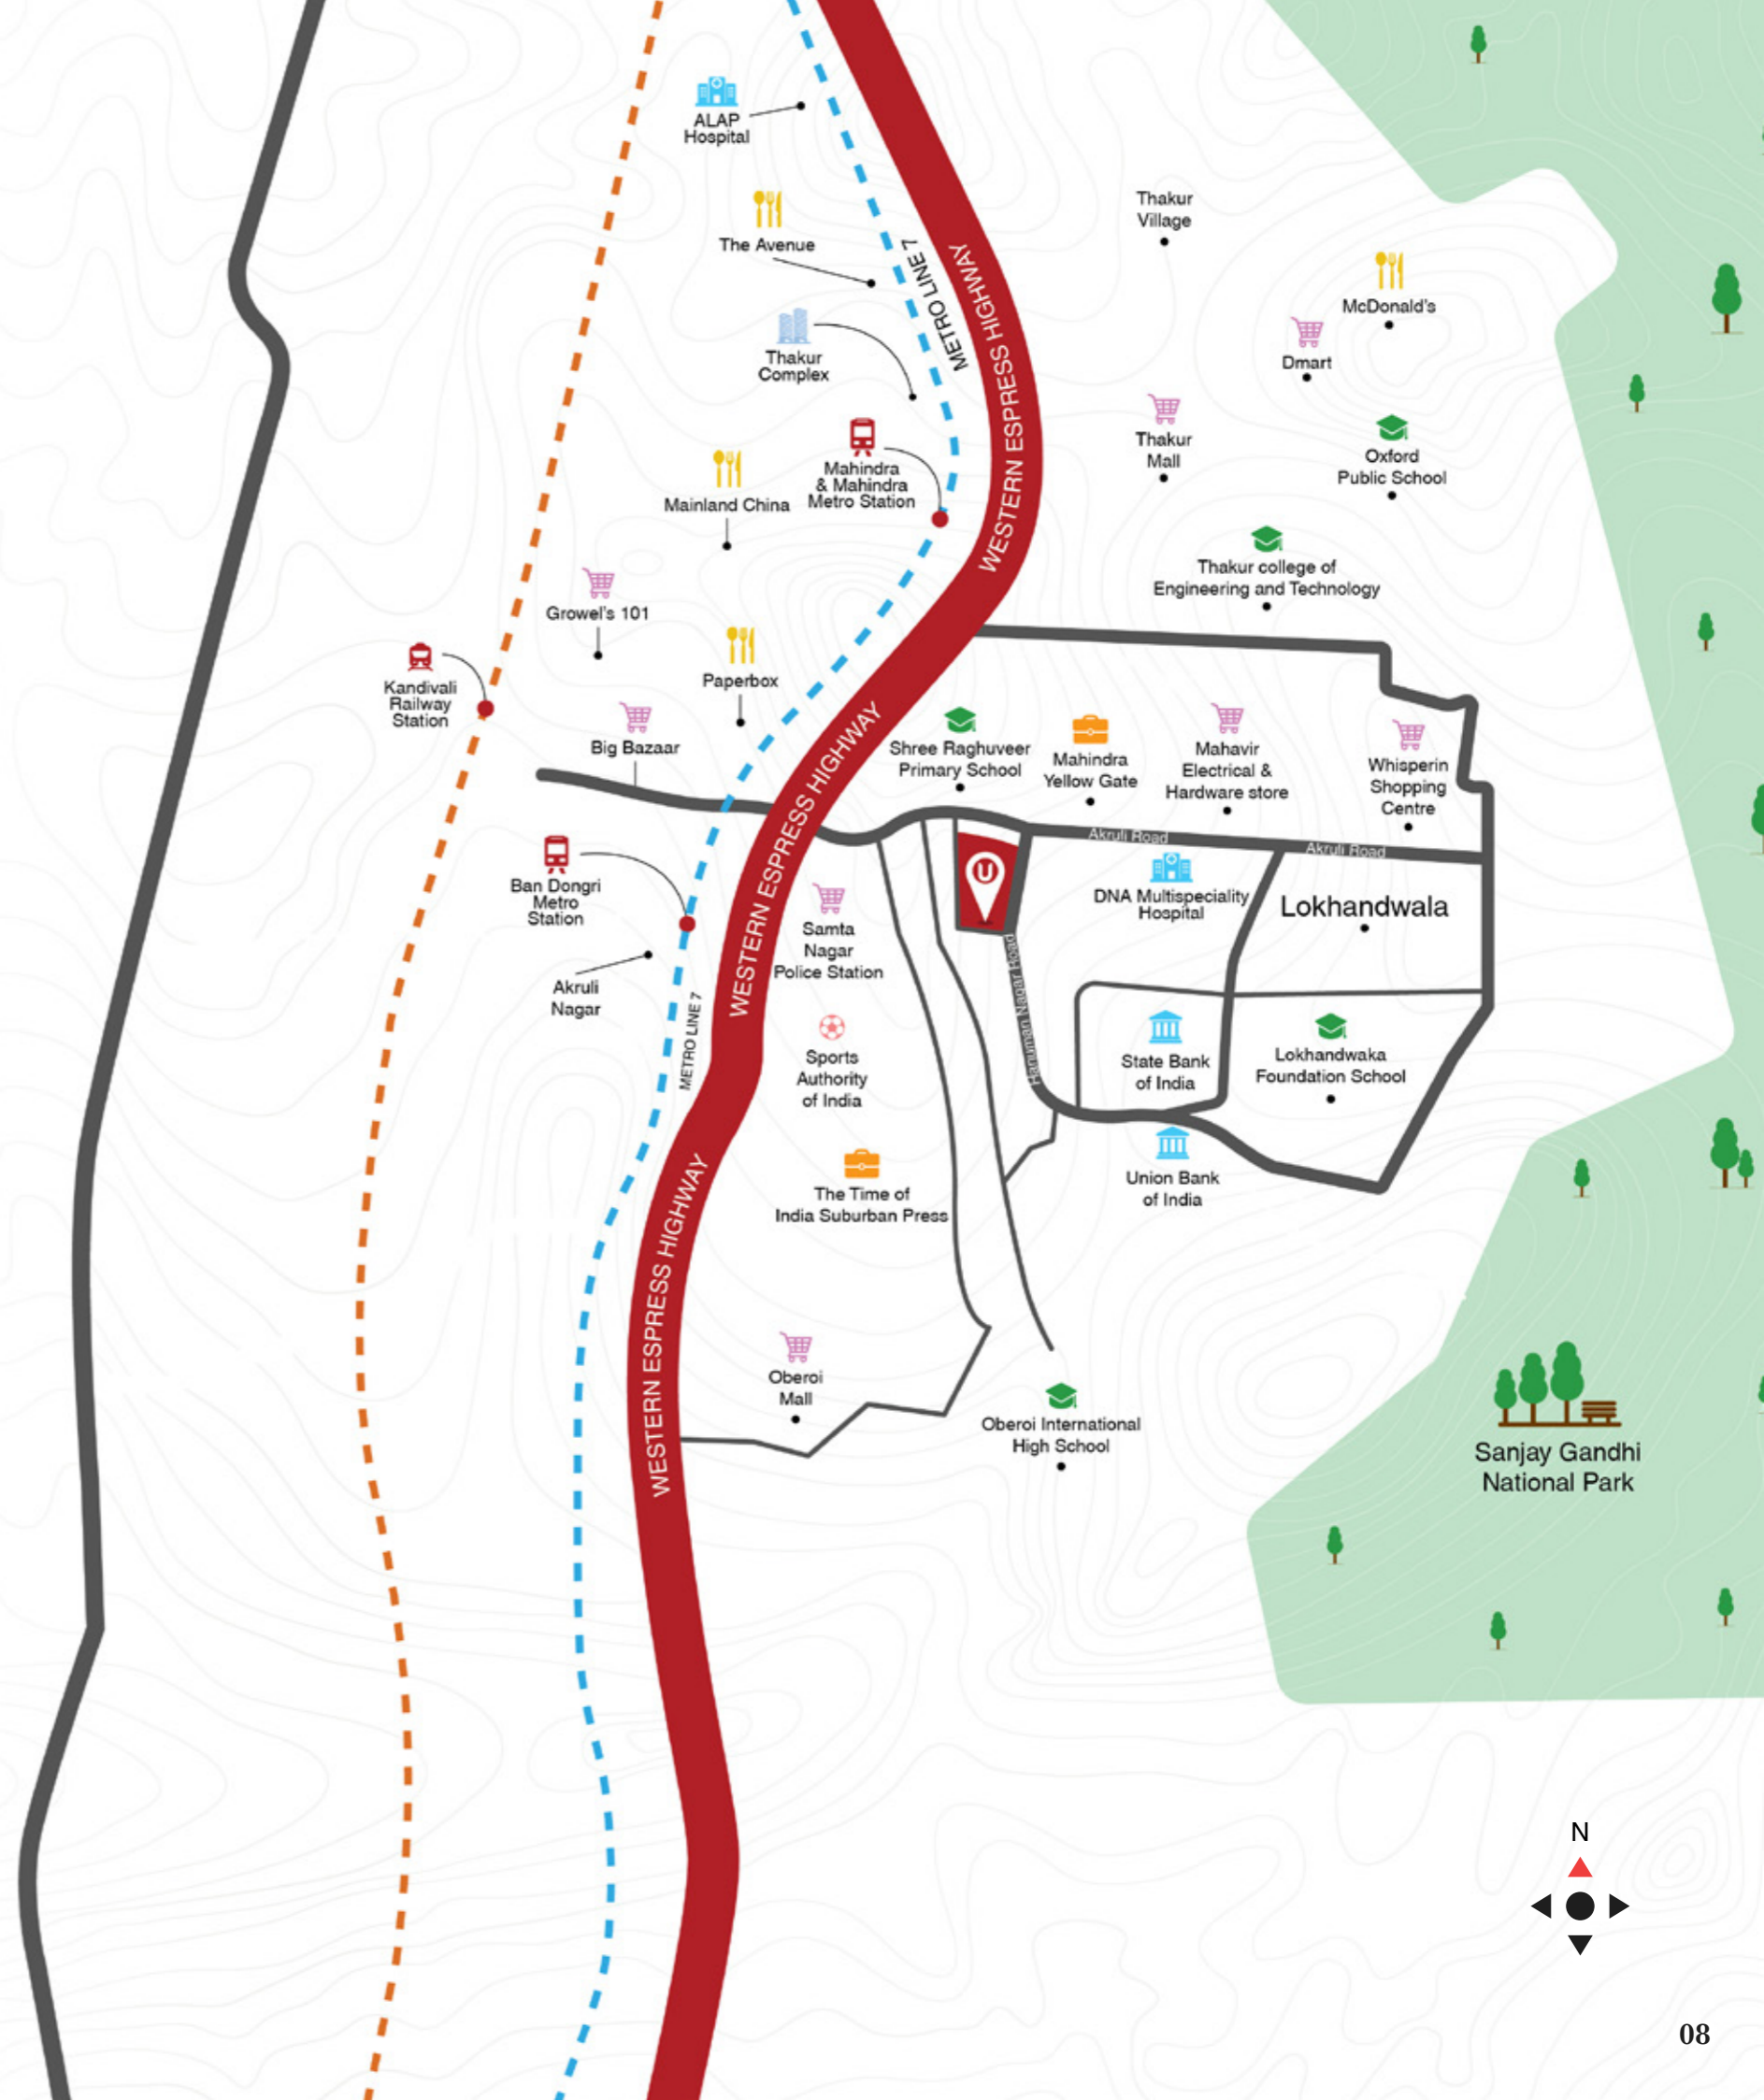 ALAP
Hospital
The Avenue
METRO LINE 7
WESTERN ESPRESS HIGHWAY
Thakur
Village
McDonald's
Dmart
Thakur
Complex
Thakur
Mall
Oxford
Public School
Mahindra
& Mahindra
Metro Station
Mainland China
Thakur college of
Engineering and Technology
Growel's 101
Kandivali
Railway
Station
Paperbox
Big Bazaar
WESTERN ESPRESS HIGHWAY
Shree Raghuveer
Primary School
Mahindra
Yellow Gate
Mahavir
Electrical &
Hardware store
Whisperin
Shopping
Centre
Akruli Road
Akruli Road
U
Ban Dongri
Metro
Station
Akruli
Nagar
METRO LINE 7
Samta
Nagar
Police Station
DNA Multispeciality
Hospital
Lokhandwala
Hanuman Nagar Road
Sports
Authority
of India
State Bank
of India
Lokhandwaka
Foundation School
The Time of
India Suburban Press
Union Bank
of India
WESTERN ESPRESS HIGHWAY
Oberoi
Mall
Oberoi International
High School
Sanjay Gandhi
National Park
N
08